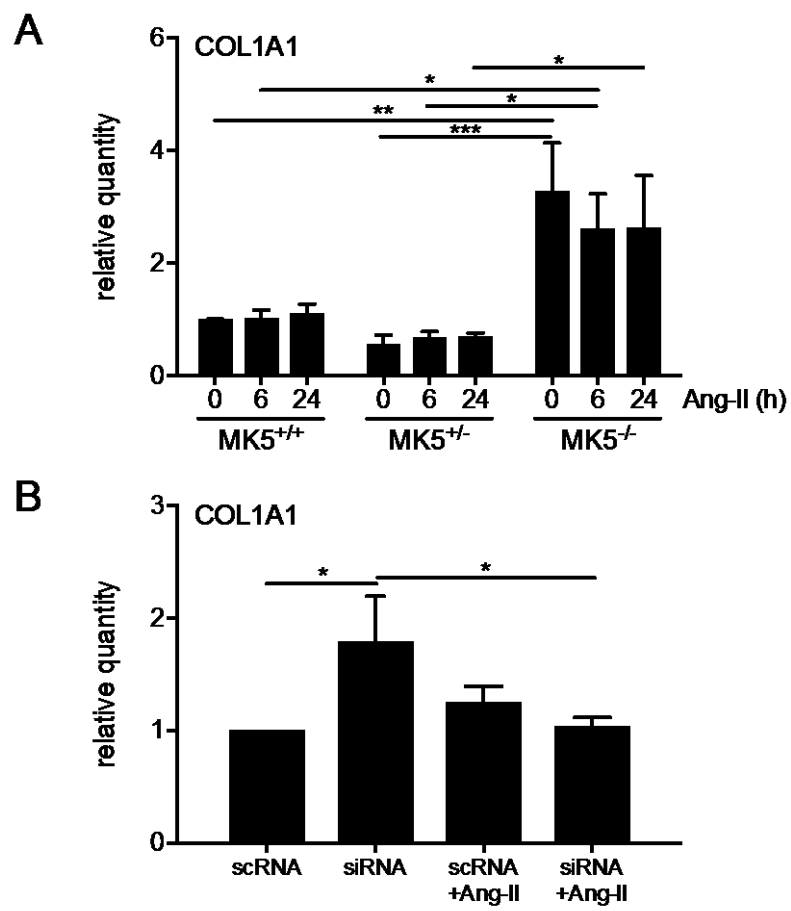 A
COL1A1
relative quantity
6
4
2
0
*
*
*
**
***
0 6 24 0 6 24 0 6 24 Ang-II (h)
MK5+/+ MK5+/- MK5-/-
B
COL1A1
relative quantity
3
2
1
0
* *
scRNA siRNA scRNA siRNA
+Ang-II +Ang-II